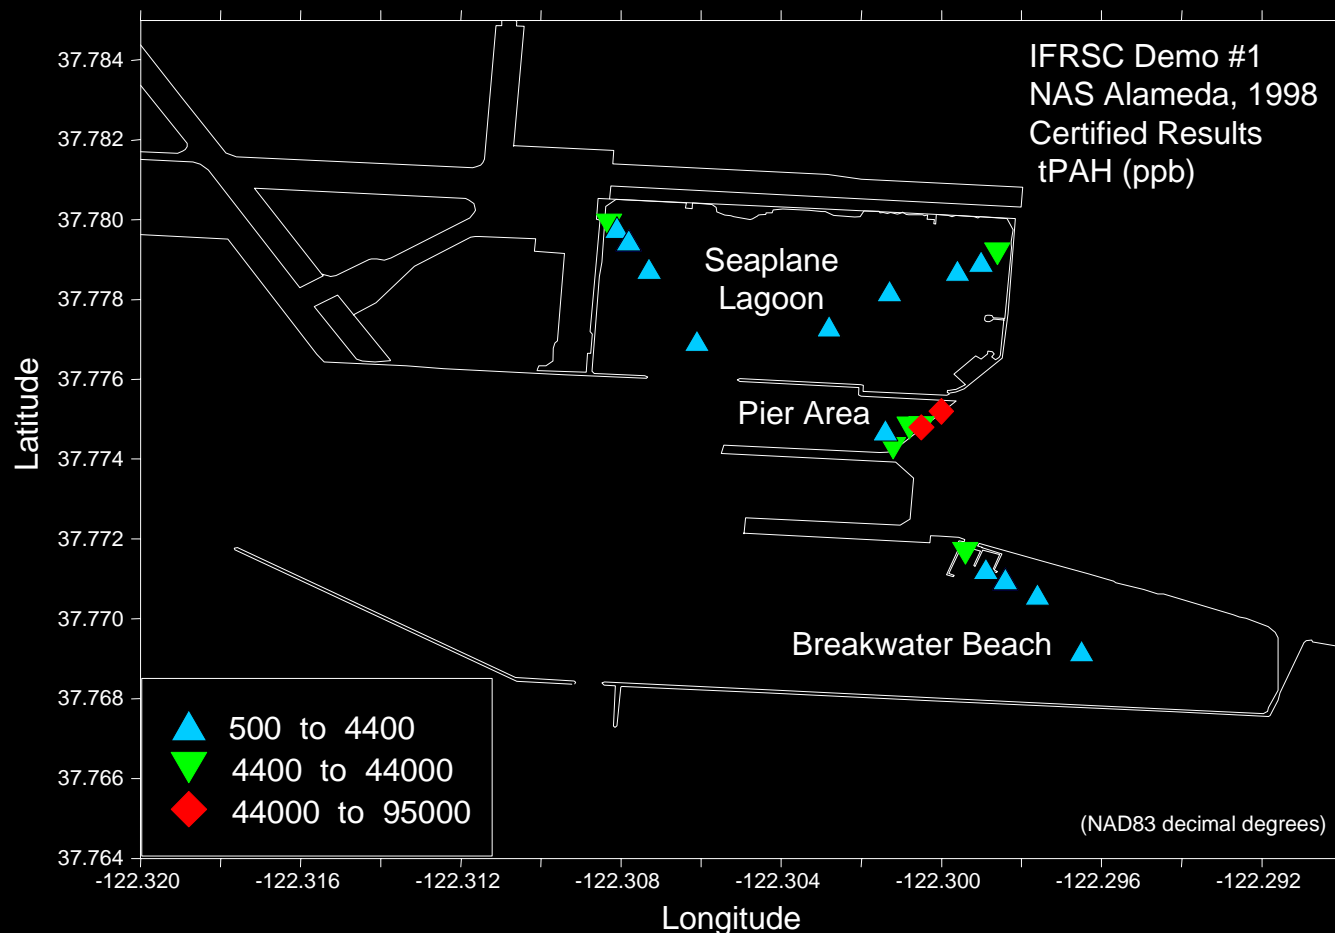 IFRSC Demo #1
NAS Alameda, 1998
Certified Results
tPAH (ppb)
37.784
37.782
37.780
37.778
37.776
37.774
37.772
37.770
37.768
37.766
37.764
Latitude
Seaplane
Lagoon
Pier Area
Breakwater Beach
500 to 4400
4400 to 44000
44000 to 95000
(NAD83 decimal degrees)
-122.320
-122.316
-122.312
-122.308
-122.304
-122.300
-122.296
-122.292
Longitude